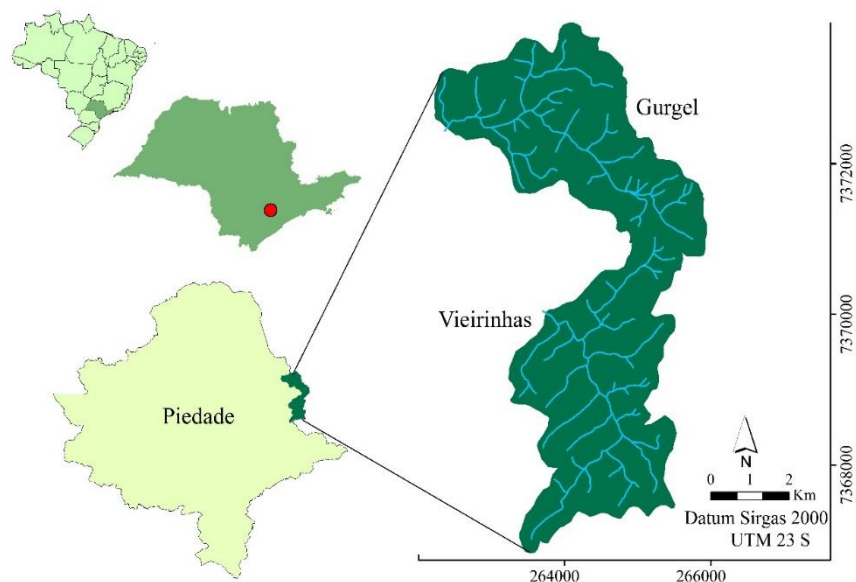 Gurgel
7372000
Vieirinhas
7370000
Piedade
N
7368000
0 1 2
Km
Datum Sirgas 2000
UTM 23 S
264000 266000